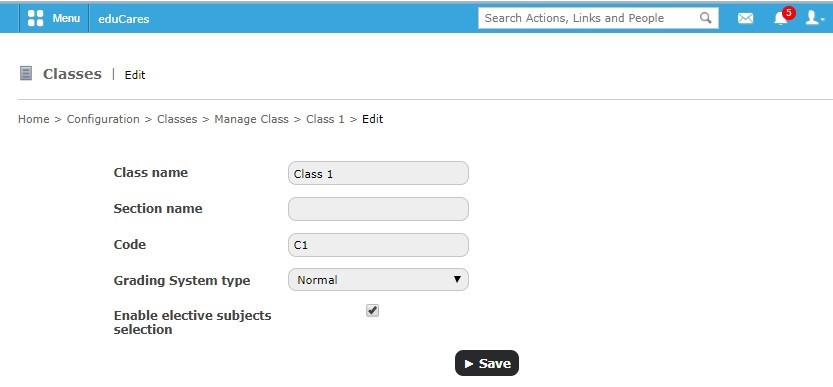 Menu eduCares Search Actions, Links and People 5
Classes | Edit
Home > Configuration > Classes > Manage Class > Class 1 > Edit
Class name Class 1
Section name
Code C1
Grading System type Normal
Enable elective subjects
selection
Save